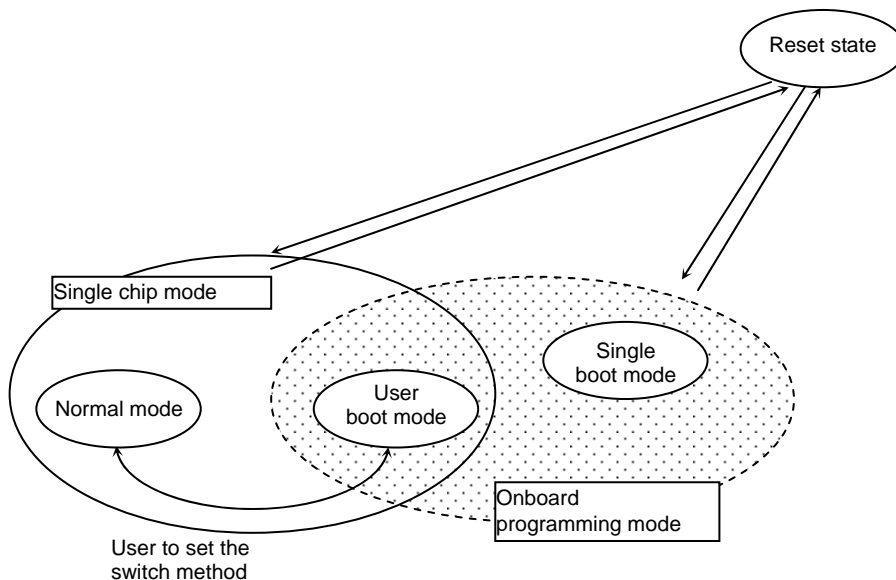 Reset state
Single chip mode
Single
boot mode
Normal mode
User
boot mode
Onboard
programming mode
User to set the
switch method